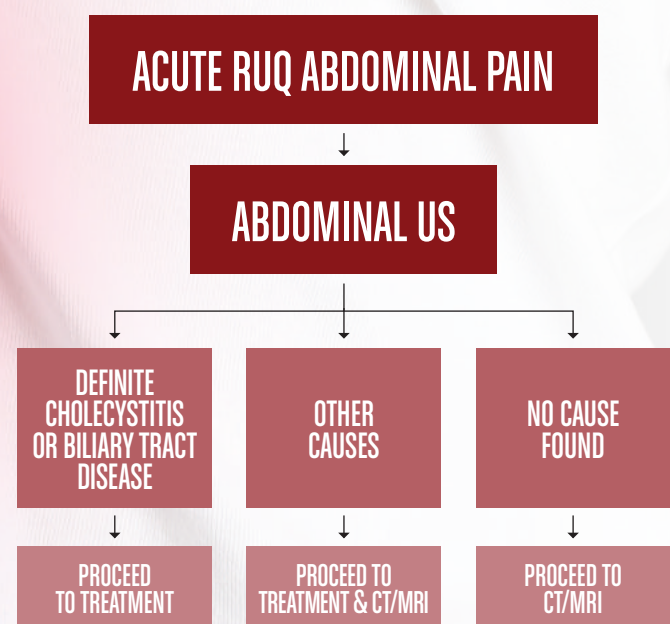 ACUTE RUQ ABDOMINAL PAIN
ABDOMINAL US
DEFINITE
CHOLECYSTITIS
OR BILIARY TRACT
DISEASE
OTHER
CAUSES
NO CAUSE
FOUND
PROCEED
TO TREATMENT
PROCEED TO
TREATMENT & CT/MRI
PROCEED TO
CT/MRI